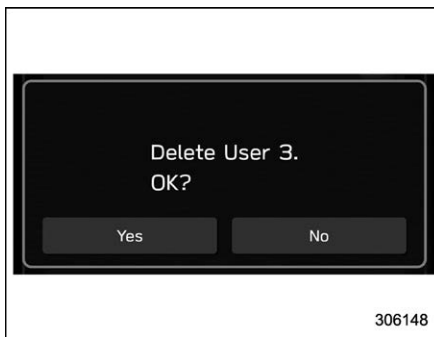 Delete User 3.
OK?
Yes
No
306148